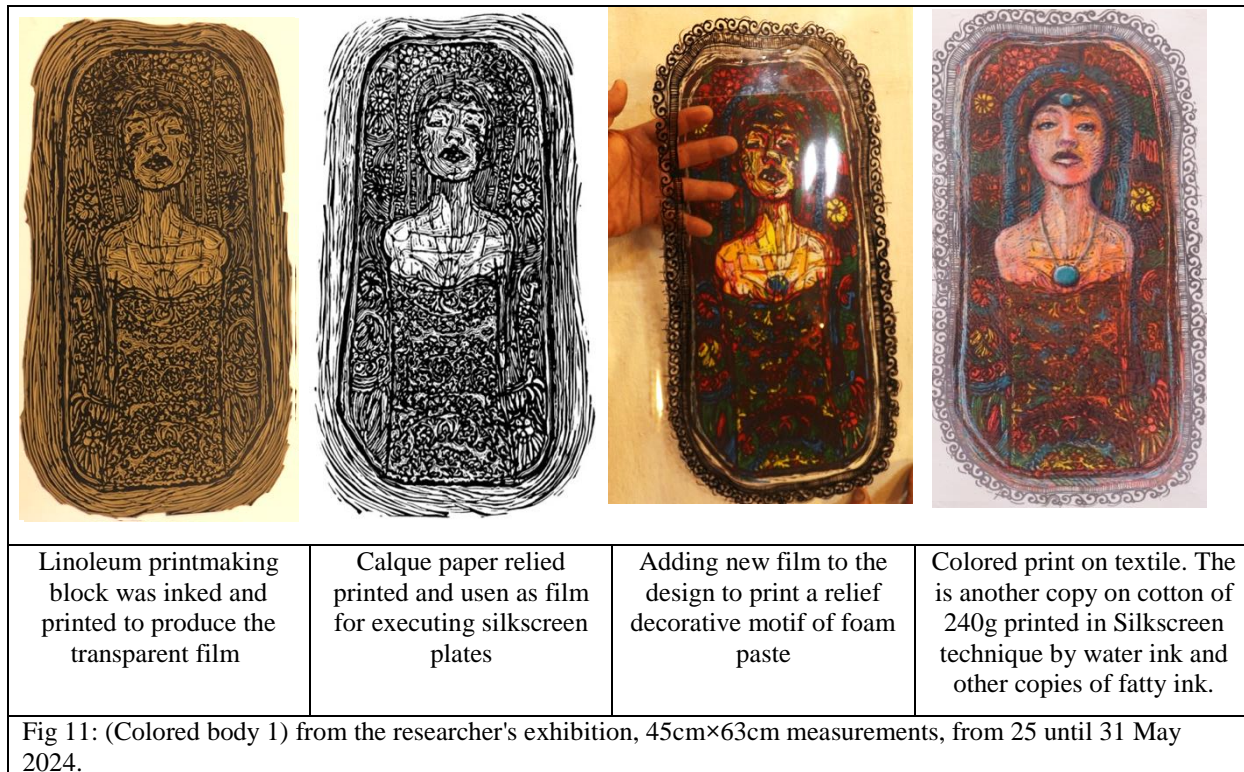 Linoleum printmaking
block was inked and
printed to produce the
transparent film
Calque paper relied
printed and usen as film
for executing silkscreen
plates
Adding new film to the
design to print a relief
decorative motif of foam
paste
Colored print on textile. The
is another copy on cotton of
240g printed in Silkscreen
technique by water ink and
other copies of fatty ink.
Fig 11: (Colored body 1) from the researcher's exhibition, 45cm×63cm measurements, from 25 until 31 May
2024.